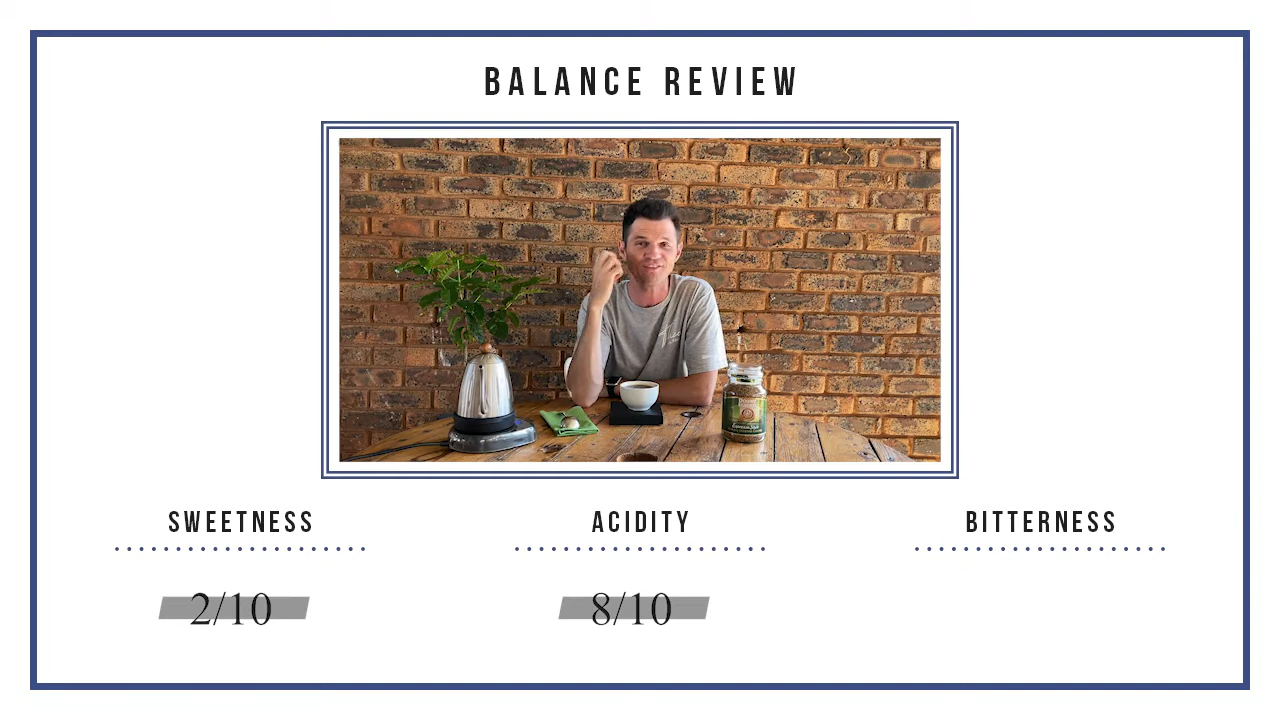 BALANCE REVIEW
SWEETNESS
ACIDITY
BITTERNESS
2/10
8/10